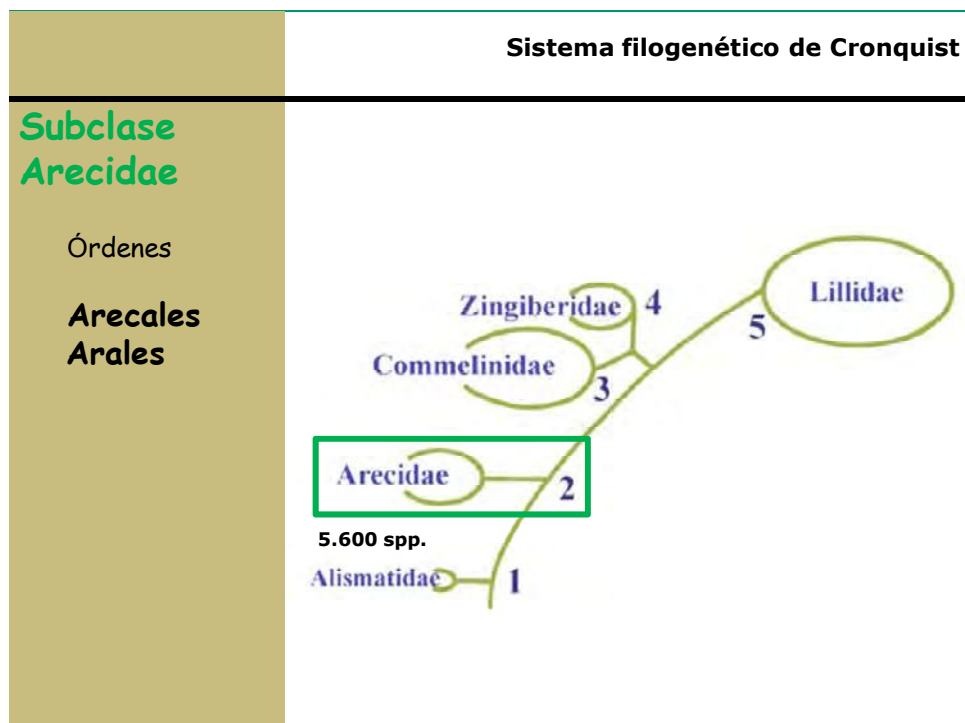 Sistema filogenético de Cronquist
Subclase
Arecidae
Órdenes
Arecales
Arales
Lillidae
5
Zingiberidae 4
Commelinidae
3
Arecidae
2
5.600 spp.
Alismatidae
1